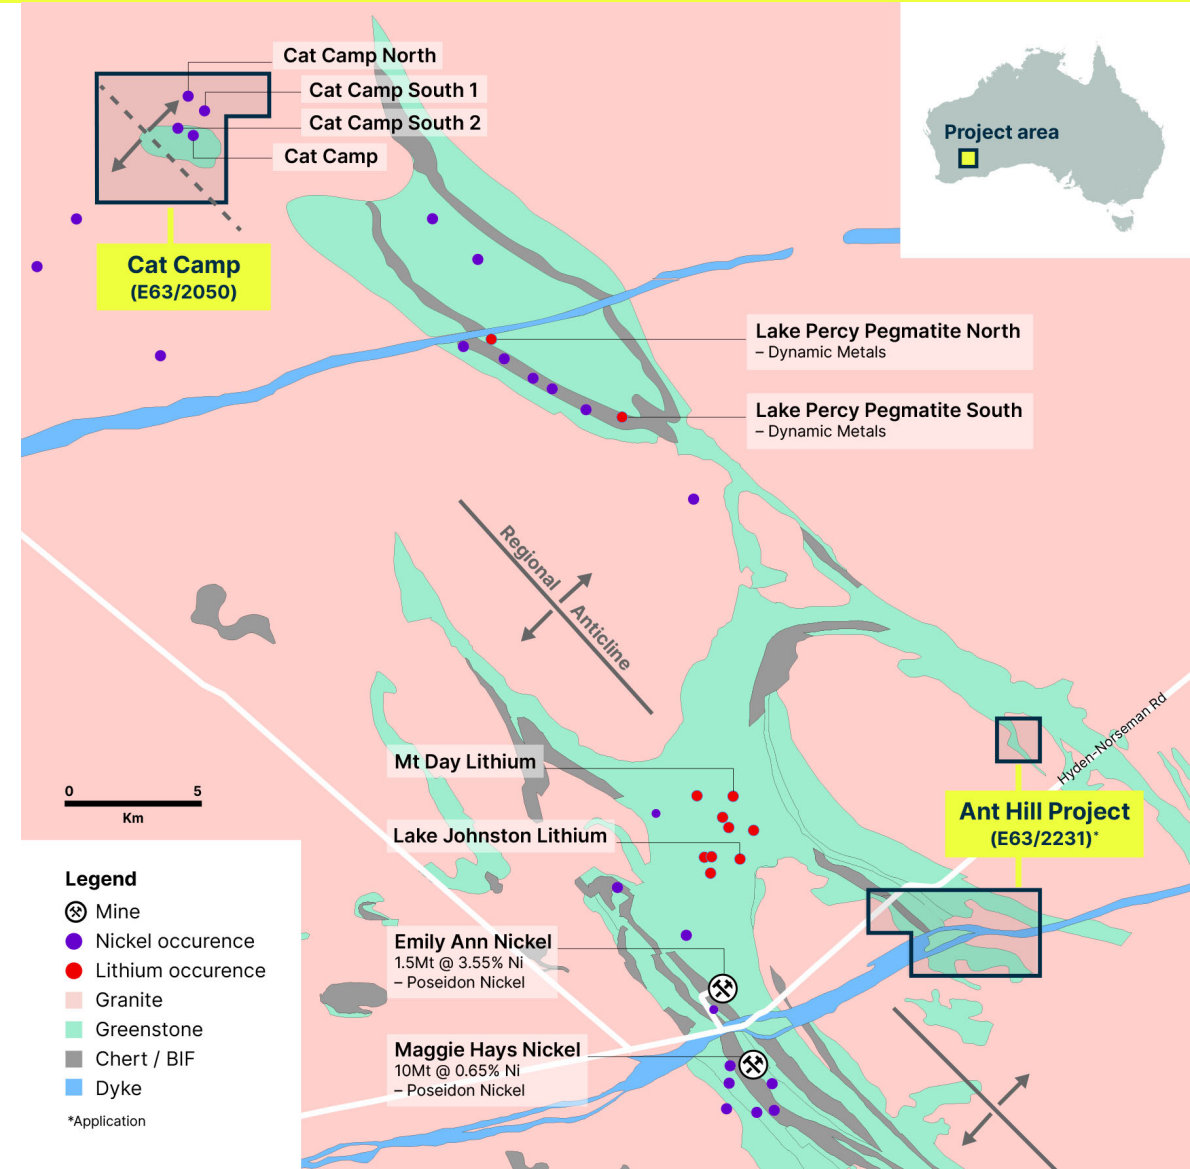 Cat Camp North
Cat Camp South 1
Cat Camp South 2
Cat Camp
Project area
Cat Camp
(E63/2050)
Lake Percy Pegmatite North
– Dynamic Metals
Lake Percy Pegmatite South
– Dynamic Metals
Regional Anticline
Hyden-Norseman Rd
Mt Day Lithium
0 5
Km
Ant Hill Project
(E63/2231)*
Lake Johnston Lithium
Emily Ann Nickel
1.5Mt @ 3.55% Ni
– Poseidon Nickel
Maggie Hays Nickel
10Mt @ 0.65% Ni
– Poseidon Nickel
Legend
Mine
Nickel occurence
Lithium occurence
Granite
Greenstone
Chert / BIF
Dyke
*Application